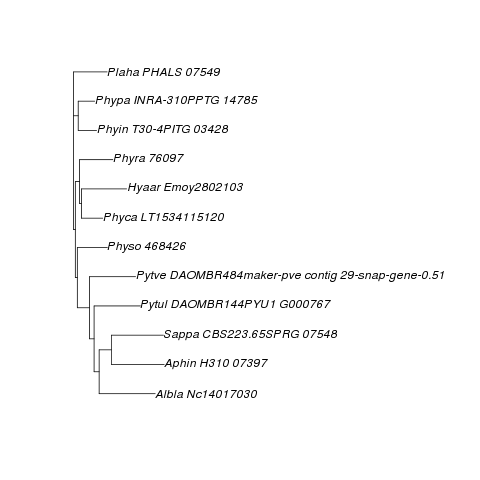 Plaha PHALS 07549
Phypa INRA-310PPTG 14785
Phyin T30-4PITG 03428
Phyra 76097
Hyaar Emoy2802103
Phyca LT1534115120
Physo 468426
Pytve DAOMBR484maker-pve contig 29-snap-gene-0.51
Pytul DAOMBR144PYU1 G000767
Sappa CBS223.65SPRG 07548
Aphin H310 07397
Albla Nc14017030